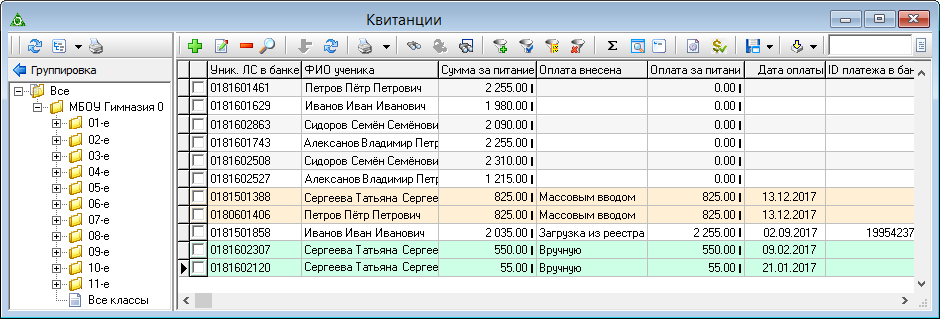 Квитанции
Группировка
Все
МБОУ Гимназия 0
01-е
02-е
03-е
04-е
05-е
06-е
07-е
08-е
09-е
10-е
11-е
Все классы
Уник. ЛС в банке ФИО ученика Сумма за питание Оплата внесена Оплата за питани Дата оплаты ID платежа в бан
0181601461 Петров Пётр Петрович 2 255.00 0.00
0181601629 Иванов Иван Иванович 1 980.00 0.00
0181602863 Сидоров Семён Семёнови 2 090.00 0.00
0181601743 Алексанов Владимир Петр 2 255.00 0.00
0181602508 Сидоров Семён Семёнови 2 310.00 0.00
0181602527 Алексанов Владимир Петр 1 215.00 0.00
0181501388 Сергеева Татьяна Сергее 825.00 Массовым вводом 825.00 13.12.2017
0180601406 Петров Пётр Петрович 825.00 Массовым вводом 825.00 13.12.2017
0181501858 Иванов Иван Иванович 2 035.00 Загрузка из реестра 2 255.00 02.09.2017 19954237
0181602307 Сергеева Татьяна Сергее 550.00 Вручную 550.00 09.02.2017
0181602120 Сергеева Татьяна Сергее 55.00 Вручную 55.00 21.01.2017